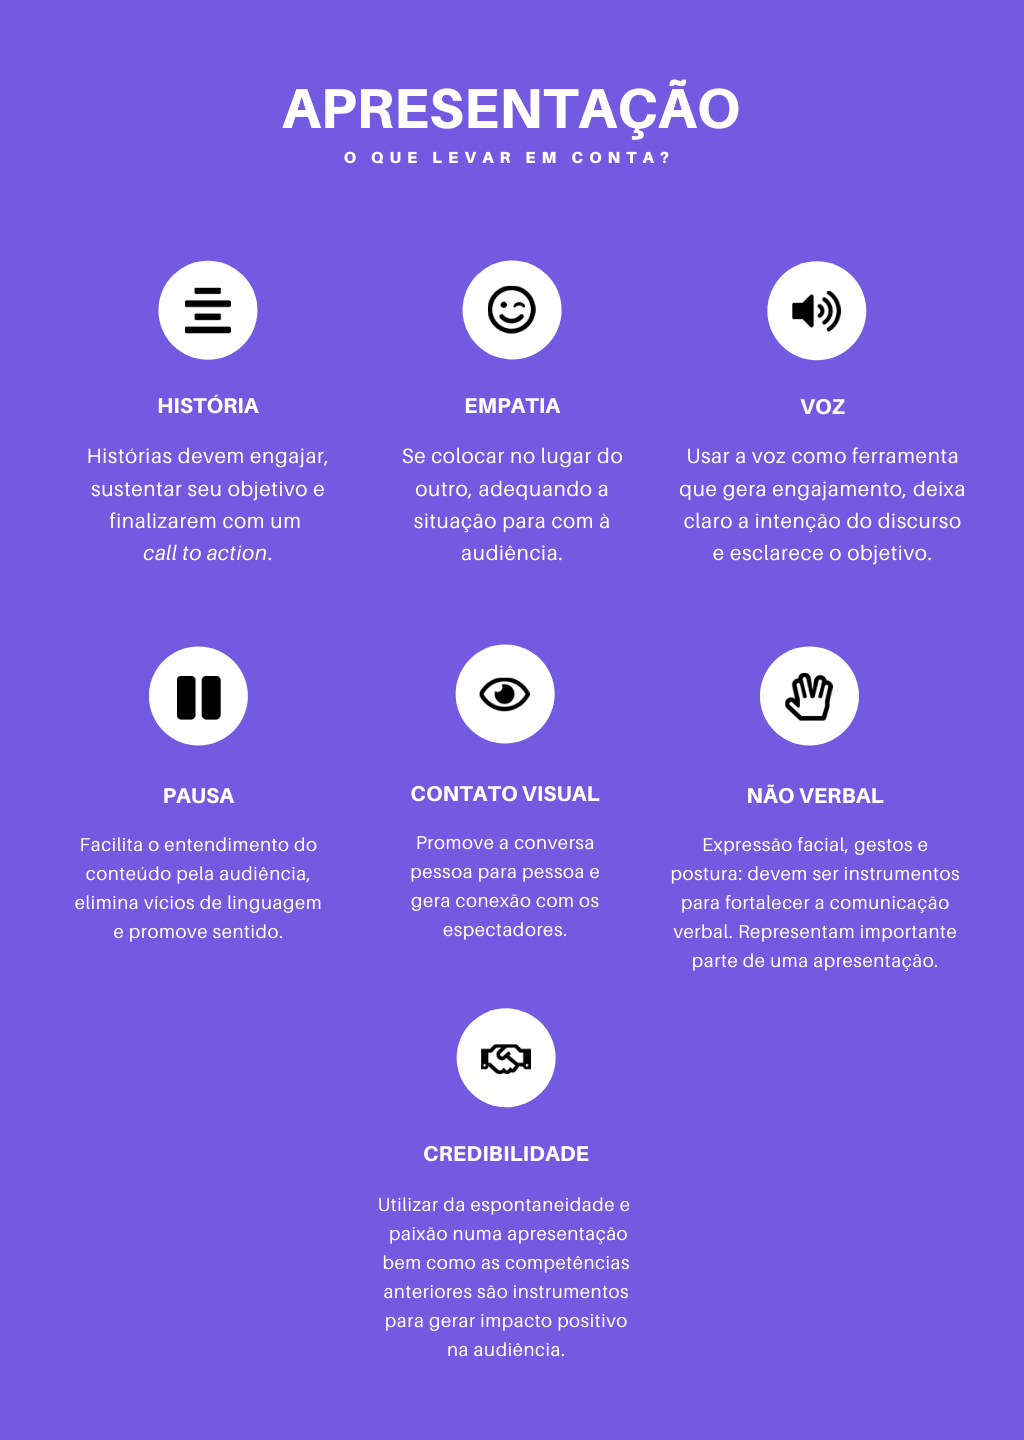 APRESENTAÇÃO
O QUE LEVAR EM CONTA?
HISTÓRIA
Histórias devem engajar,
sustentar seu objetivo e
finalizarem com um
call to action.
EMPATIA
Se colocar no lugar do
outro, adequando a
situação para com à
audiência.
VOZ
Usar a voz como ferramenta
que gera engajamento, deixa
claro a intenção do discurso
e esclarece o objetivo.
PAUSA
Facilita o entendimento do
conteúdo pela audiência,
elimina vícios de linguagem
e promove sentido.
CONTATO VISUAL
Promove a conversa
pessoa para pessoa e
gera conexão com os
espectadores.
NÃO VERBAL
Expressão facial, gestos e
postura: devem ser instrumentos
para fortalecer a comunicação
verbal. Representam importante
parte de uma apresentação.
CREDIBILIDADE
Utilizar da espontaneidade e
paixão numa apresentação
bem como as competências
anteriores são instrumentos
para gerar impacto positivo
na audiência.